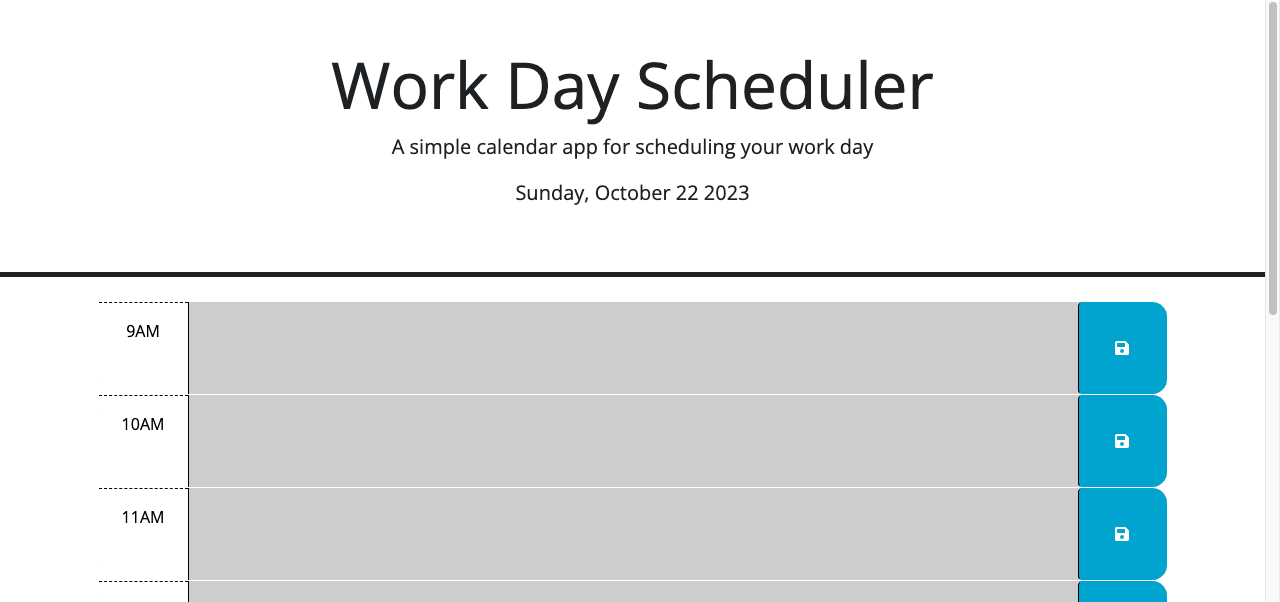 Work Day Scheduler
A simple calendar app for scheduling your work day
Sunday, October 22 2023
9AM
10AM
11AM